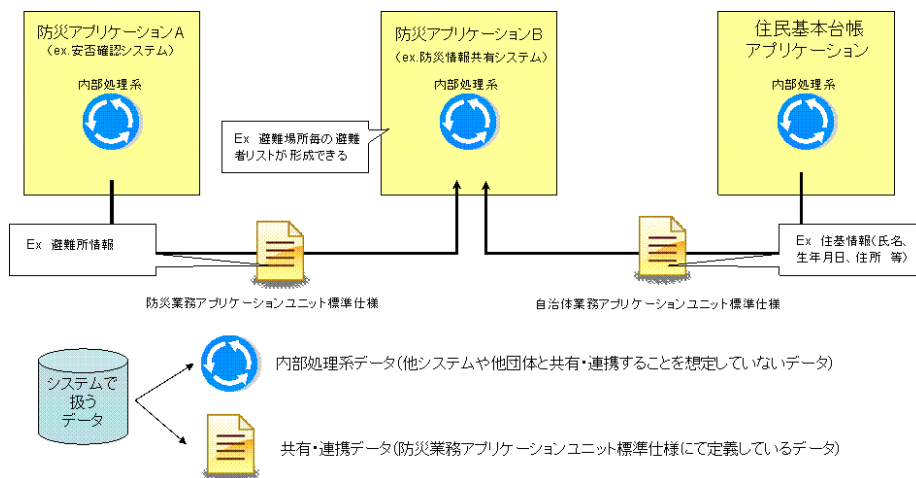 防災アプリケーションA
(ex.安否確認システム)
内部処理系
防災アプリケーションB
(ex.防災情報共有システム)
内部処理系
住民基本台帳
アプリケーション
内部処理系
Ex 避難場所毎の避難
者リストが形成できる
Ex 避難所情報
Ex 住基情報(氏名、
生年月日、住所 等)
防災業務アプリケーションユニット標準仕様
自治体業務アプリケーションユニット標準仕様
システムで
扱う
データ
内部処理系データ(他システムや他団体と共有・連携することを想定していないデータ)
共有・連携データ(防災業務アプリケーションユニット標準仕様にて定義しているデータ)